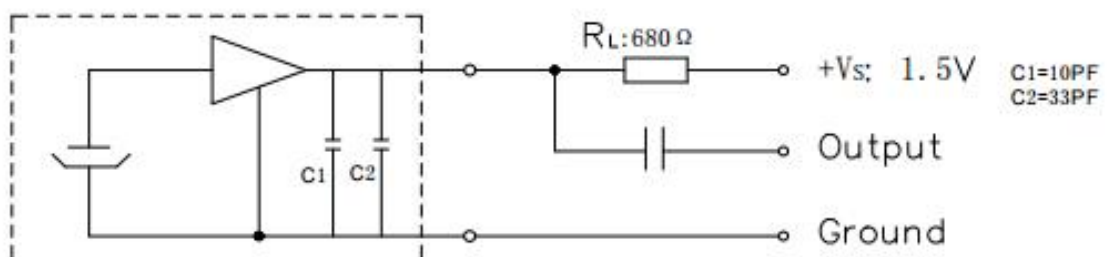 RL:680Ω
+Vs; 1.5V
C1=10PF
C2=33PF
Output
C1
C2
Ground